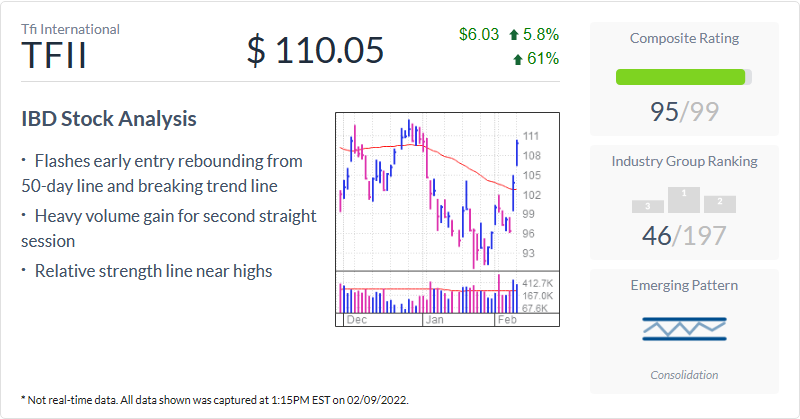 Tfi International
TFII
$ 110.05
$6.03 5.8%
61%
IBD Stock Analysis
· Flashes early entry rebounding from
50-day line and breaking trend line
· Heavy volume gain for second straight
session
· Relative strength line near highs
111
108
105
102
99
96
93
412.7K
167.0K
67.6K
Dec Jan Feb
Composite Rating
95/99
Industry Group Ranking
3 1 2
46/197
Emerging Pattern
Consolidation
* Not real-time data. All data shown was captured at 1:15PM EST on 02/09/2022.